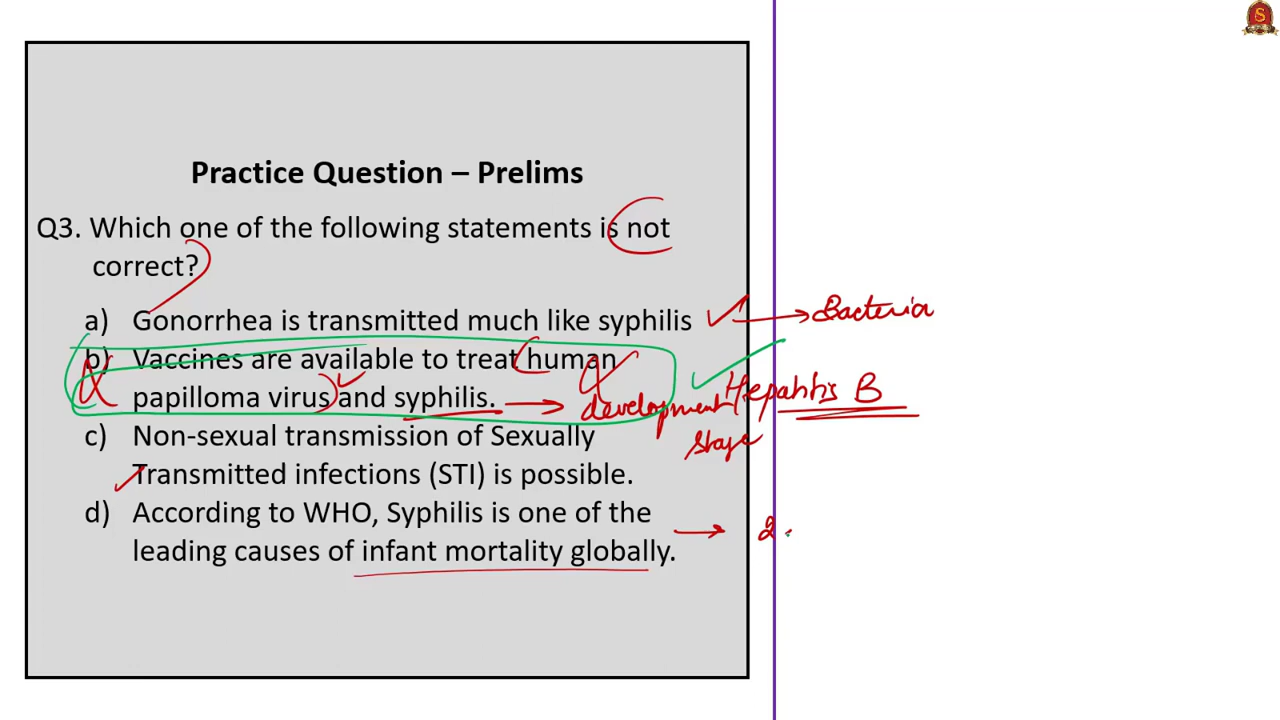 Practice Question – Prelims
Q3. Which one of the following statements is not
correct?
a) Gonorrhea is transmitted much like syphilis
Bacteria
b) Vaccines are available to treat human
papilloma virus and syphilis.
Hepatitis B
development
stage
c) Non-sexual transmission of Sexually
Transmitted infections (STI) is possible.
d) According to WHO, Syphilis is one of the
leading causes of infant mortality globally.
2